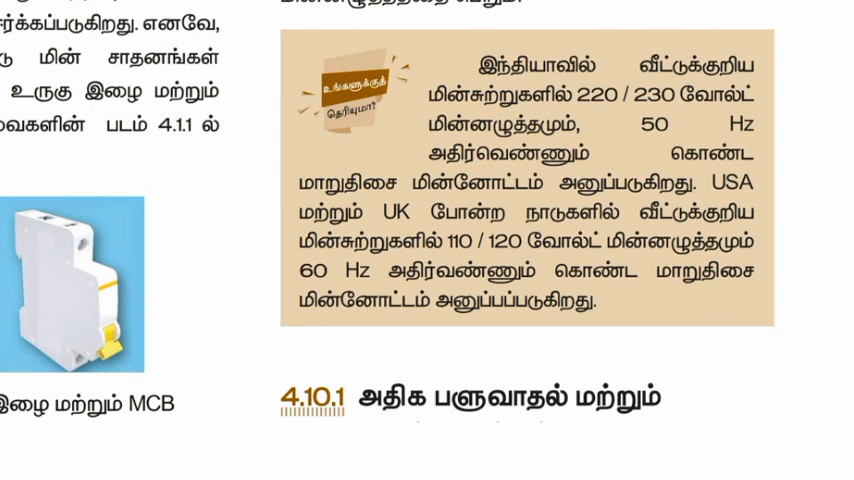 ார்க்கப்படுகிறது. எனவே,
டு மின் சாதனங்கள்
உருகு இழை மற்றும்
வைகளின் படம் 4.1.1 ல்
இழை மற்றும் MCB
மின்னழுத்தத்தை பெறும்.
உங்களுக்குத்
தெரியுமா?
இந்தியாவில் வீட்டுக்குறிய
மின்சுற்றுகளில் 220 / 230 வோல்ட்
மின்னழுத்தமும், 50 Hz
அதிர்வெண்ணும் கொண்ட
மாறுதிசை மின்னோட்டம் அனுப்படுகிறது. USA
மற்றும் UK போன்ற நாடுகளில் வீட்டுக்குறிய
மின்சுற்றுகளில் 110 / 120 வோல்ட் மின்னழுத்தமும்
60 Hz அதிர்வண்ணும் கொண்ட மாறுதிசை
மின்னோட்டம் அனுப்பப்படுகிறது.
4.10.1 அதிக பளுவாதல் மற்றும்